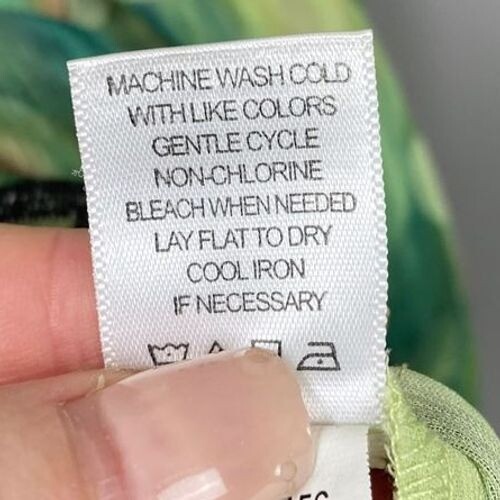 MACHINE WASH COLD
WITH LIKE COLORS
GENTLE CYCLE
NON-CHLORINE
BLEACH WHEN NEEDED
LAY FLAT TO DRY
COOL IRON
IF NECESSARY